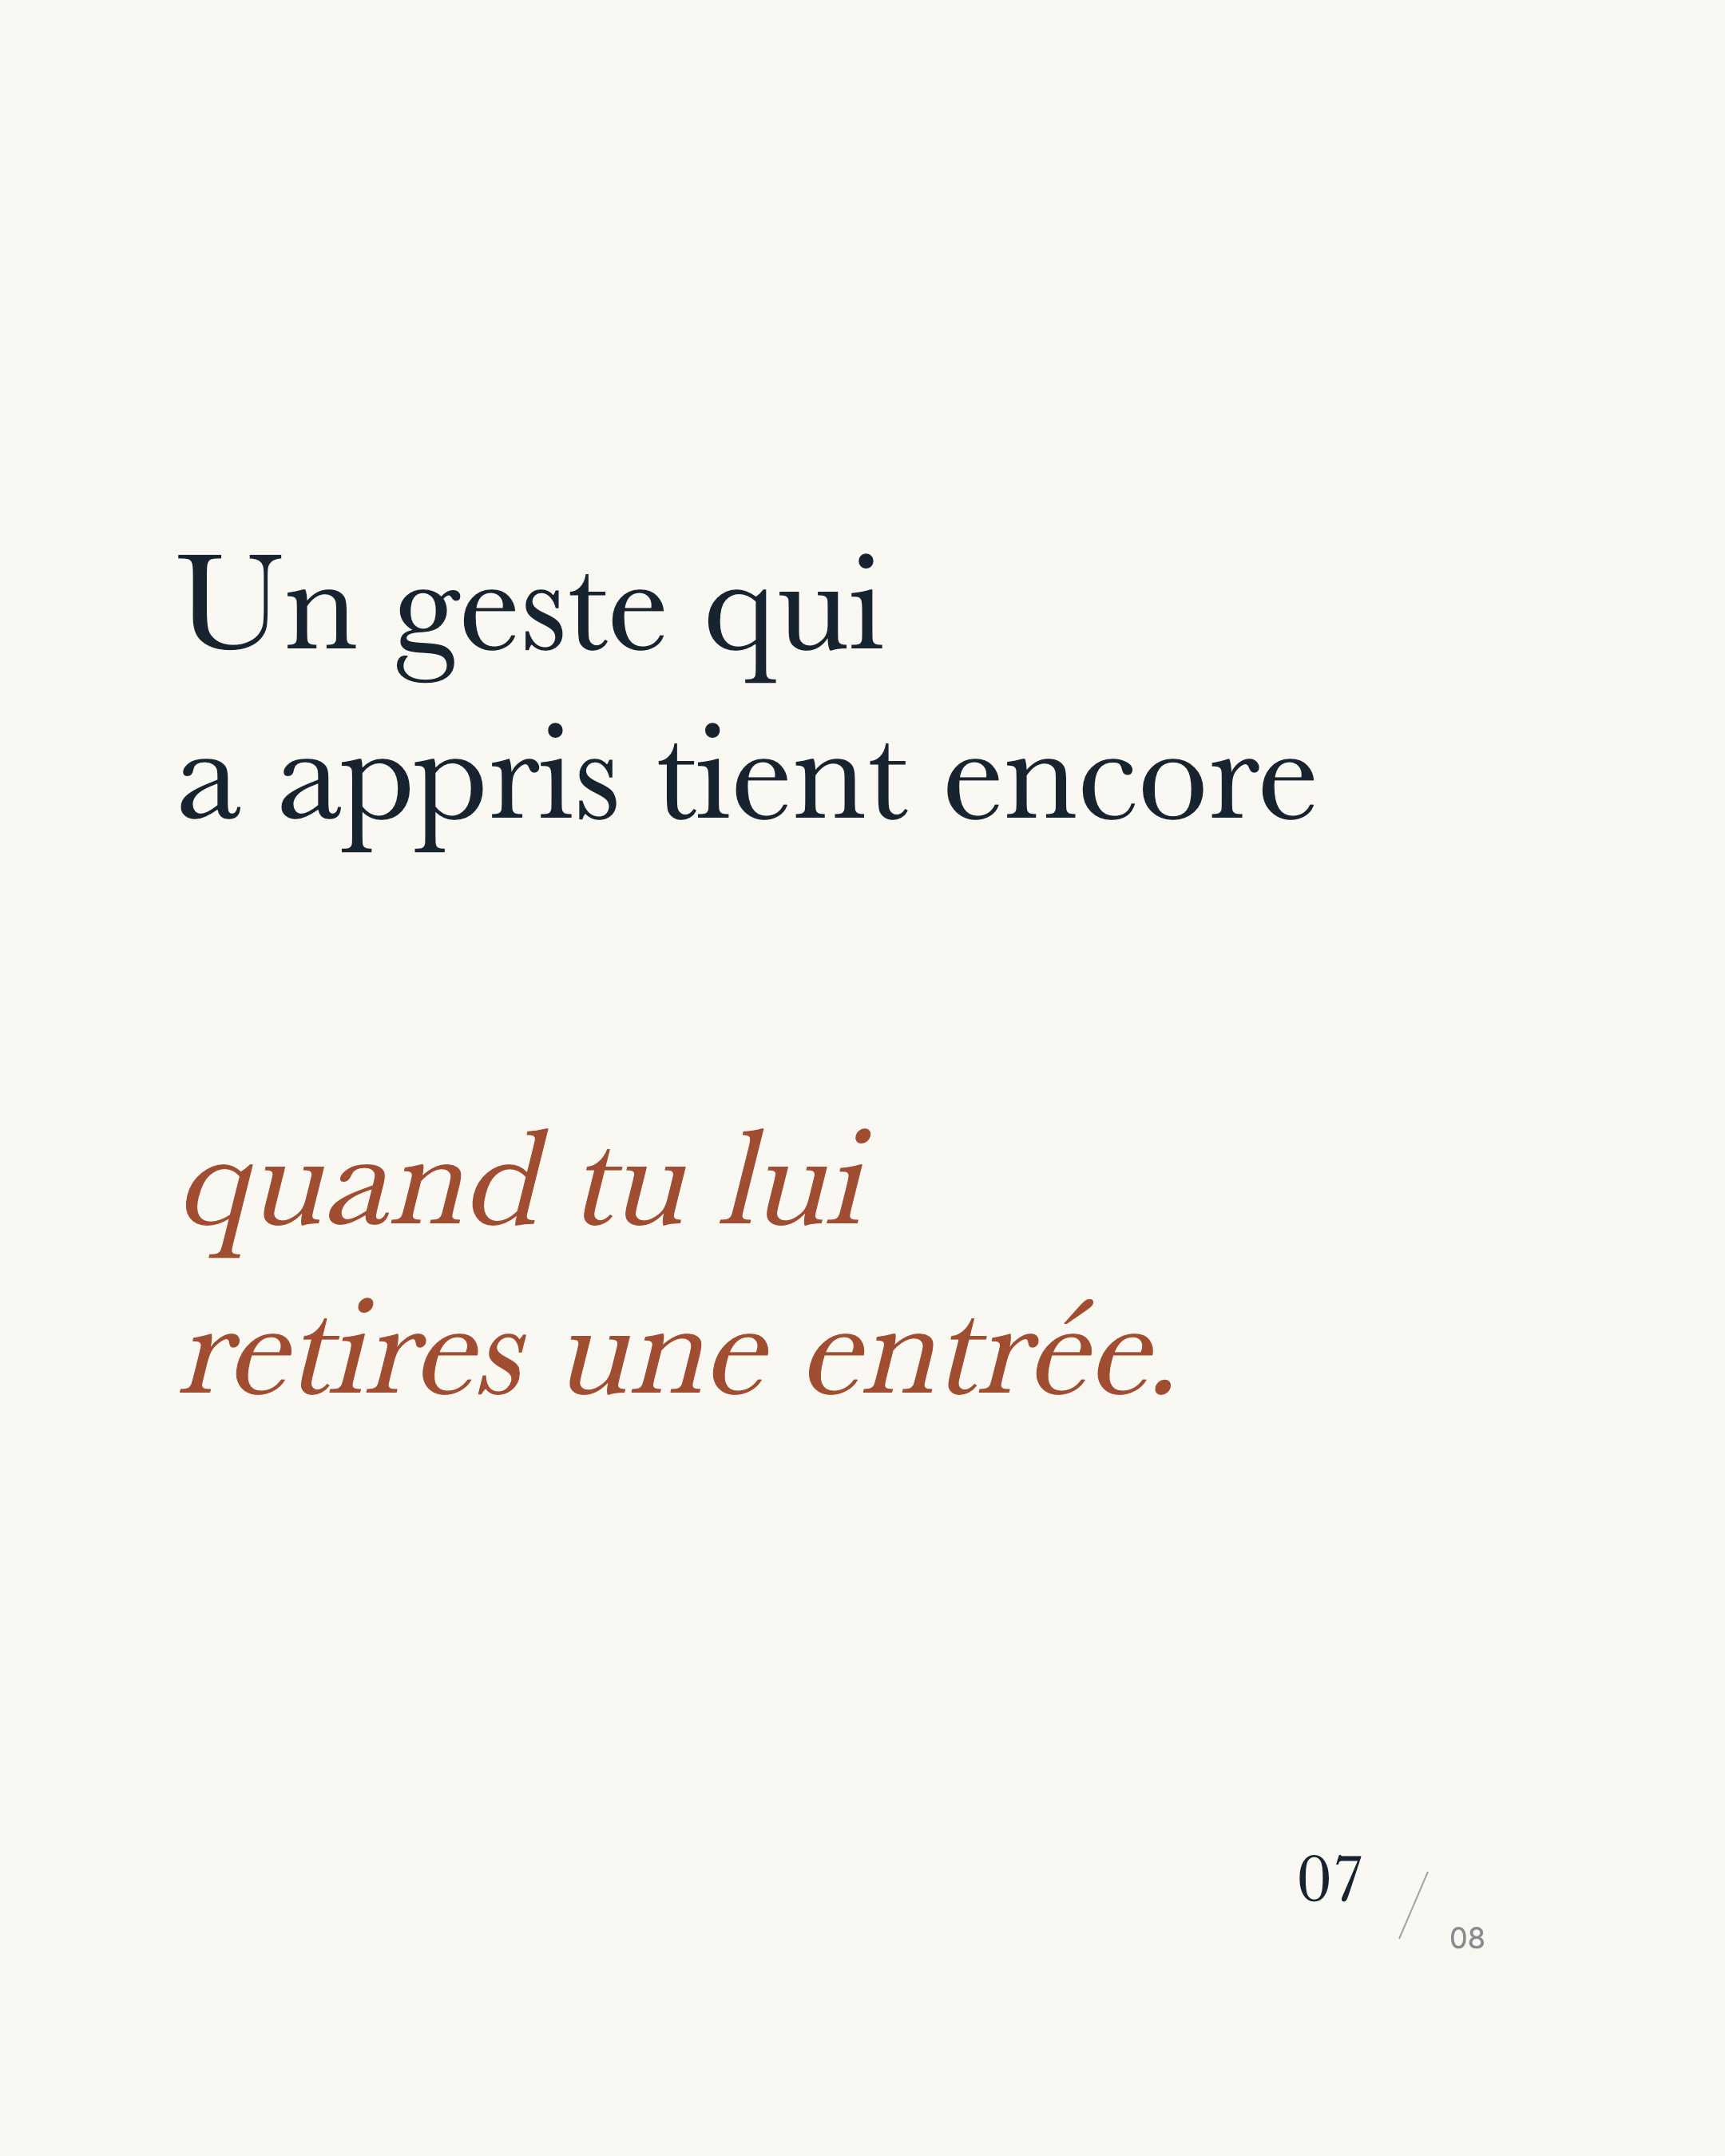 Un geste qui
a appris tient encore
quand tu lui
retires une entrée.
07 / 08